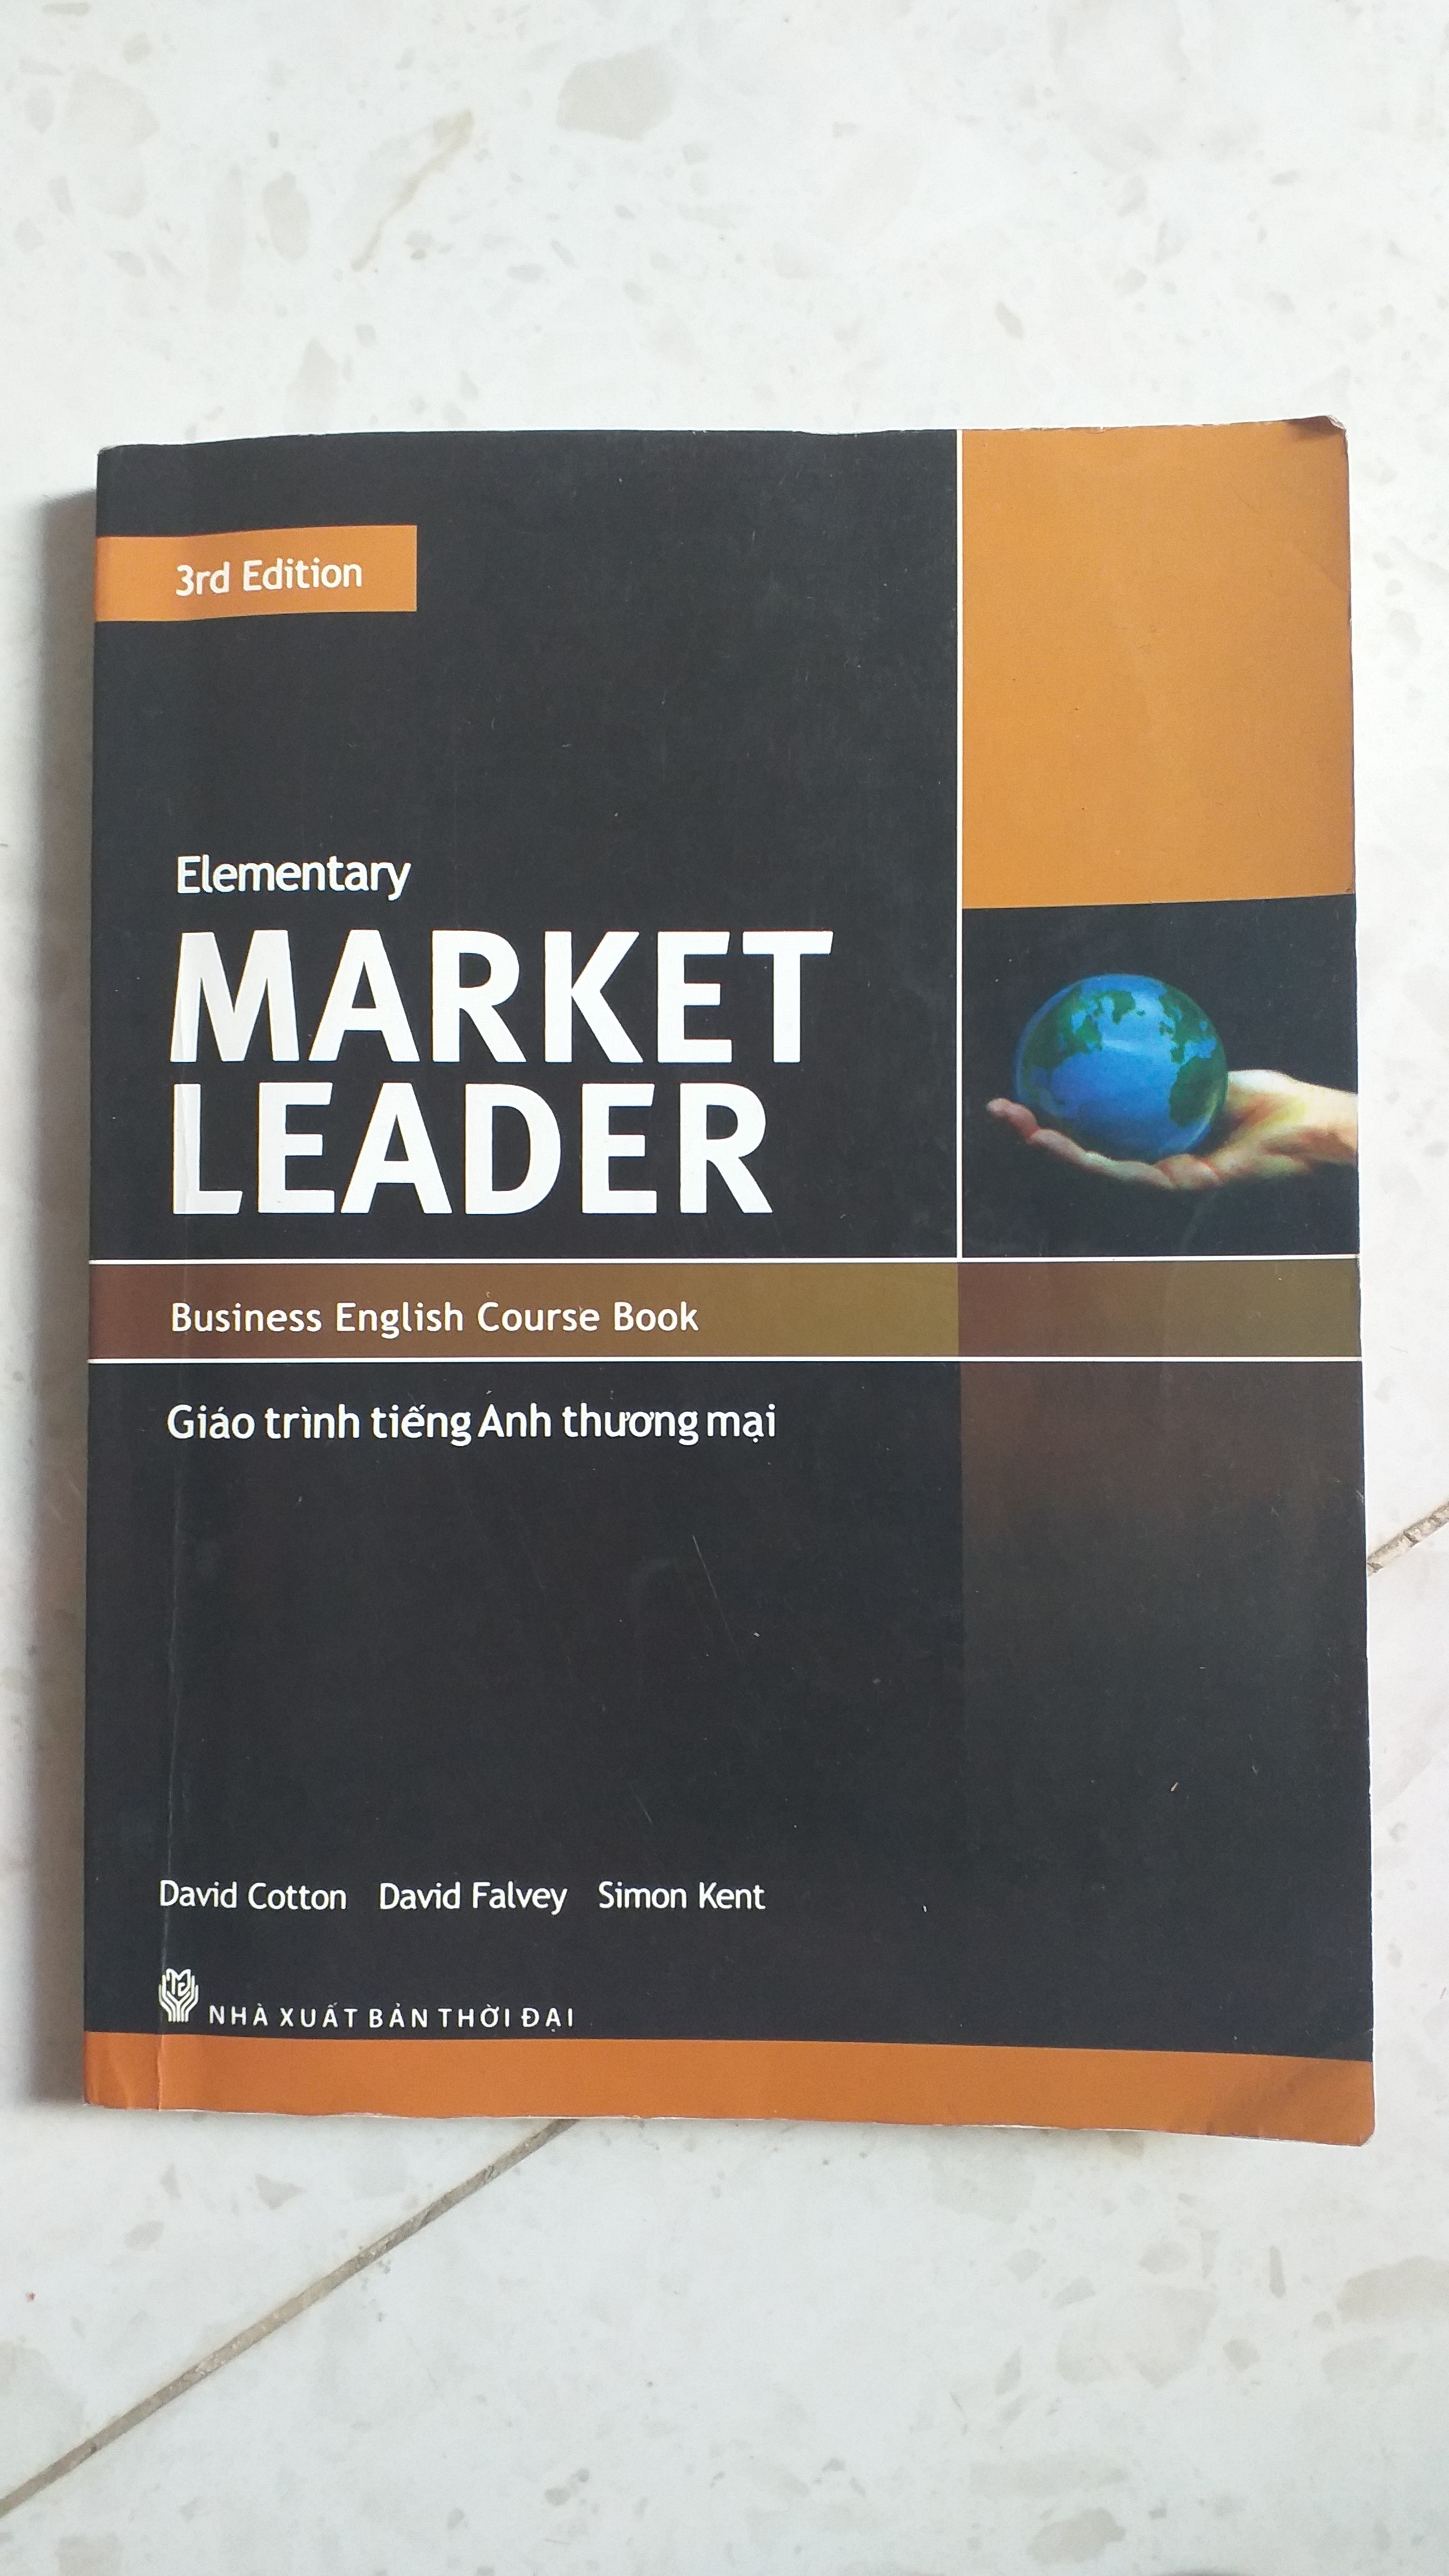 3rd Edition
Elementary
MARKET
LEADER
Business English Course Book
Giáo trình tiếng Anh thương mại
David Cotton David Falvey Simon Kent
NHÀ XUẤT BẢN THỜI ĐẠI